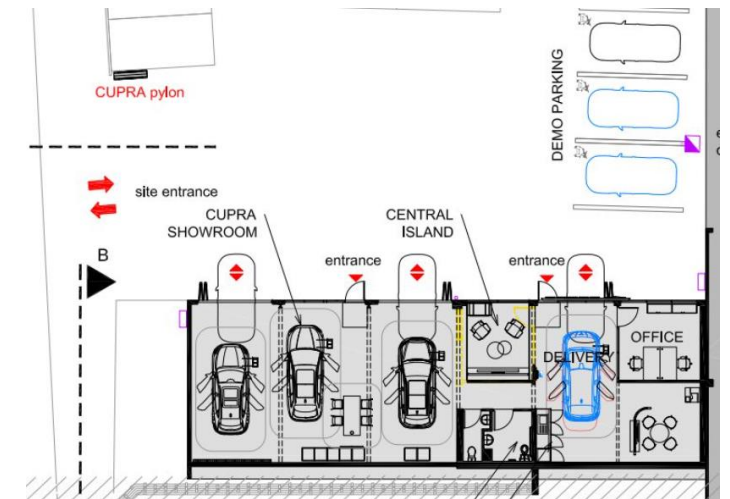 CUPRA pylon
DEMO PARKING
site entrance
CUPRA
SHOWROOM
CENTRAL
ISLAND
B
entrance
entrance
OFFICE
DELIVERY